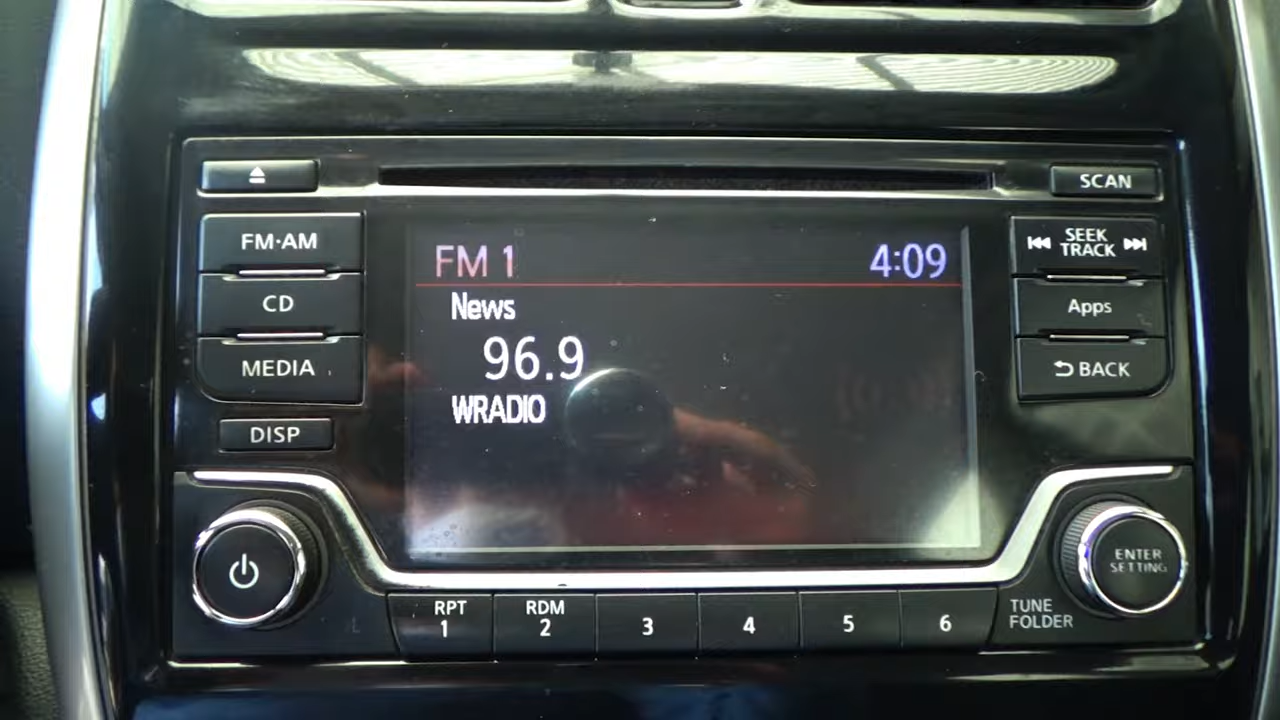 SCAN
FM·AM
CD
MEDIA
DISP
FM 1 4:09
News
96.9
WRADIO
SEEK
TRACK
Apps
BACK
RPT
1
RDM
2
3
4
5
6
TUNE
FOLDER
ENTER
SETTING